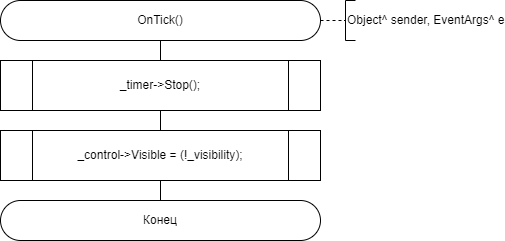 OnTick()
Object^ sender, EventArgs^ e
_timer->Stop();
_control->Visible = (!_visibility);
Конец